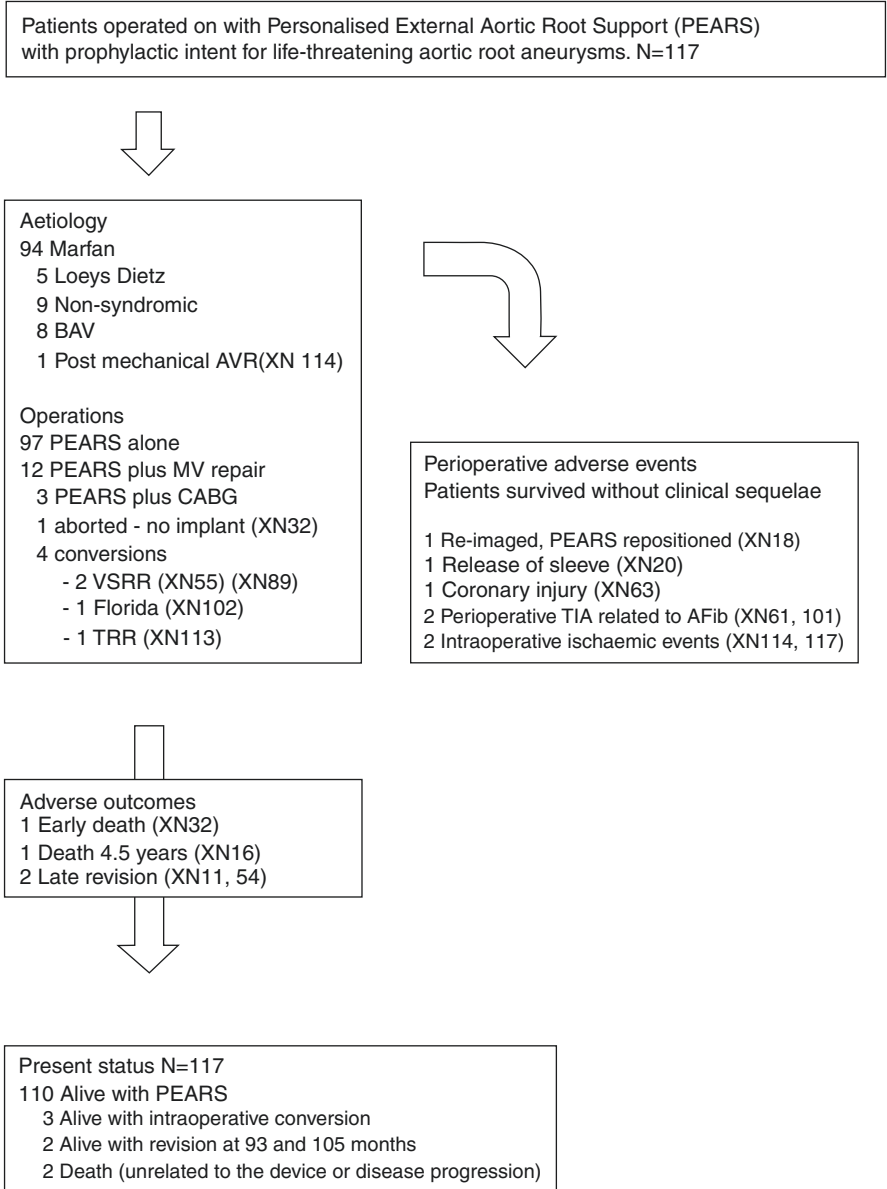 Patients operated on with Personalised External Aortic Root Support (PEARS)
with prophylactic intent for life-threatening aortic root aneurysms. N=117
Aetiology
94 Marfan
5 Loeys Dietz
9 Non-syndromic
8 BAV
1 Post mechanical AVR(XN 114)
Operations
97 PEARS alone
12 PEARS plus MV repair
3 PEARS plus CABG
1 aborted - no implant (XN32)
4 conversions
- 2 VSRR (XN55) (XN89)
- 1 Florida (XN102)
- 1 TRR (XN113)
Perioperative adverse events
Patients survived without clinical sequelae
1 Re-imaged, PEARS repositioned (XN18)
1 Release of sleeve (XN20)
1 Coronary injury (XN63)
2 Perioperative TIA related to AFib (XN61, 101)
2 Intraoperative ischaemic events (XN114, 117)
Adverse outcomes
1 Early death (XN32)
1 Death 4.5 years (XN16)
2 Late revision (XN11, 54)
Present status N=117
110 Alive with PEARS
3 Alive with intraoperative conversion
2 Alive with revision at 93 and 105 months
2 Death (unrelated to the device or disease progression)